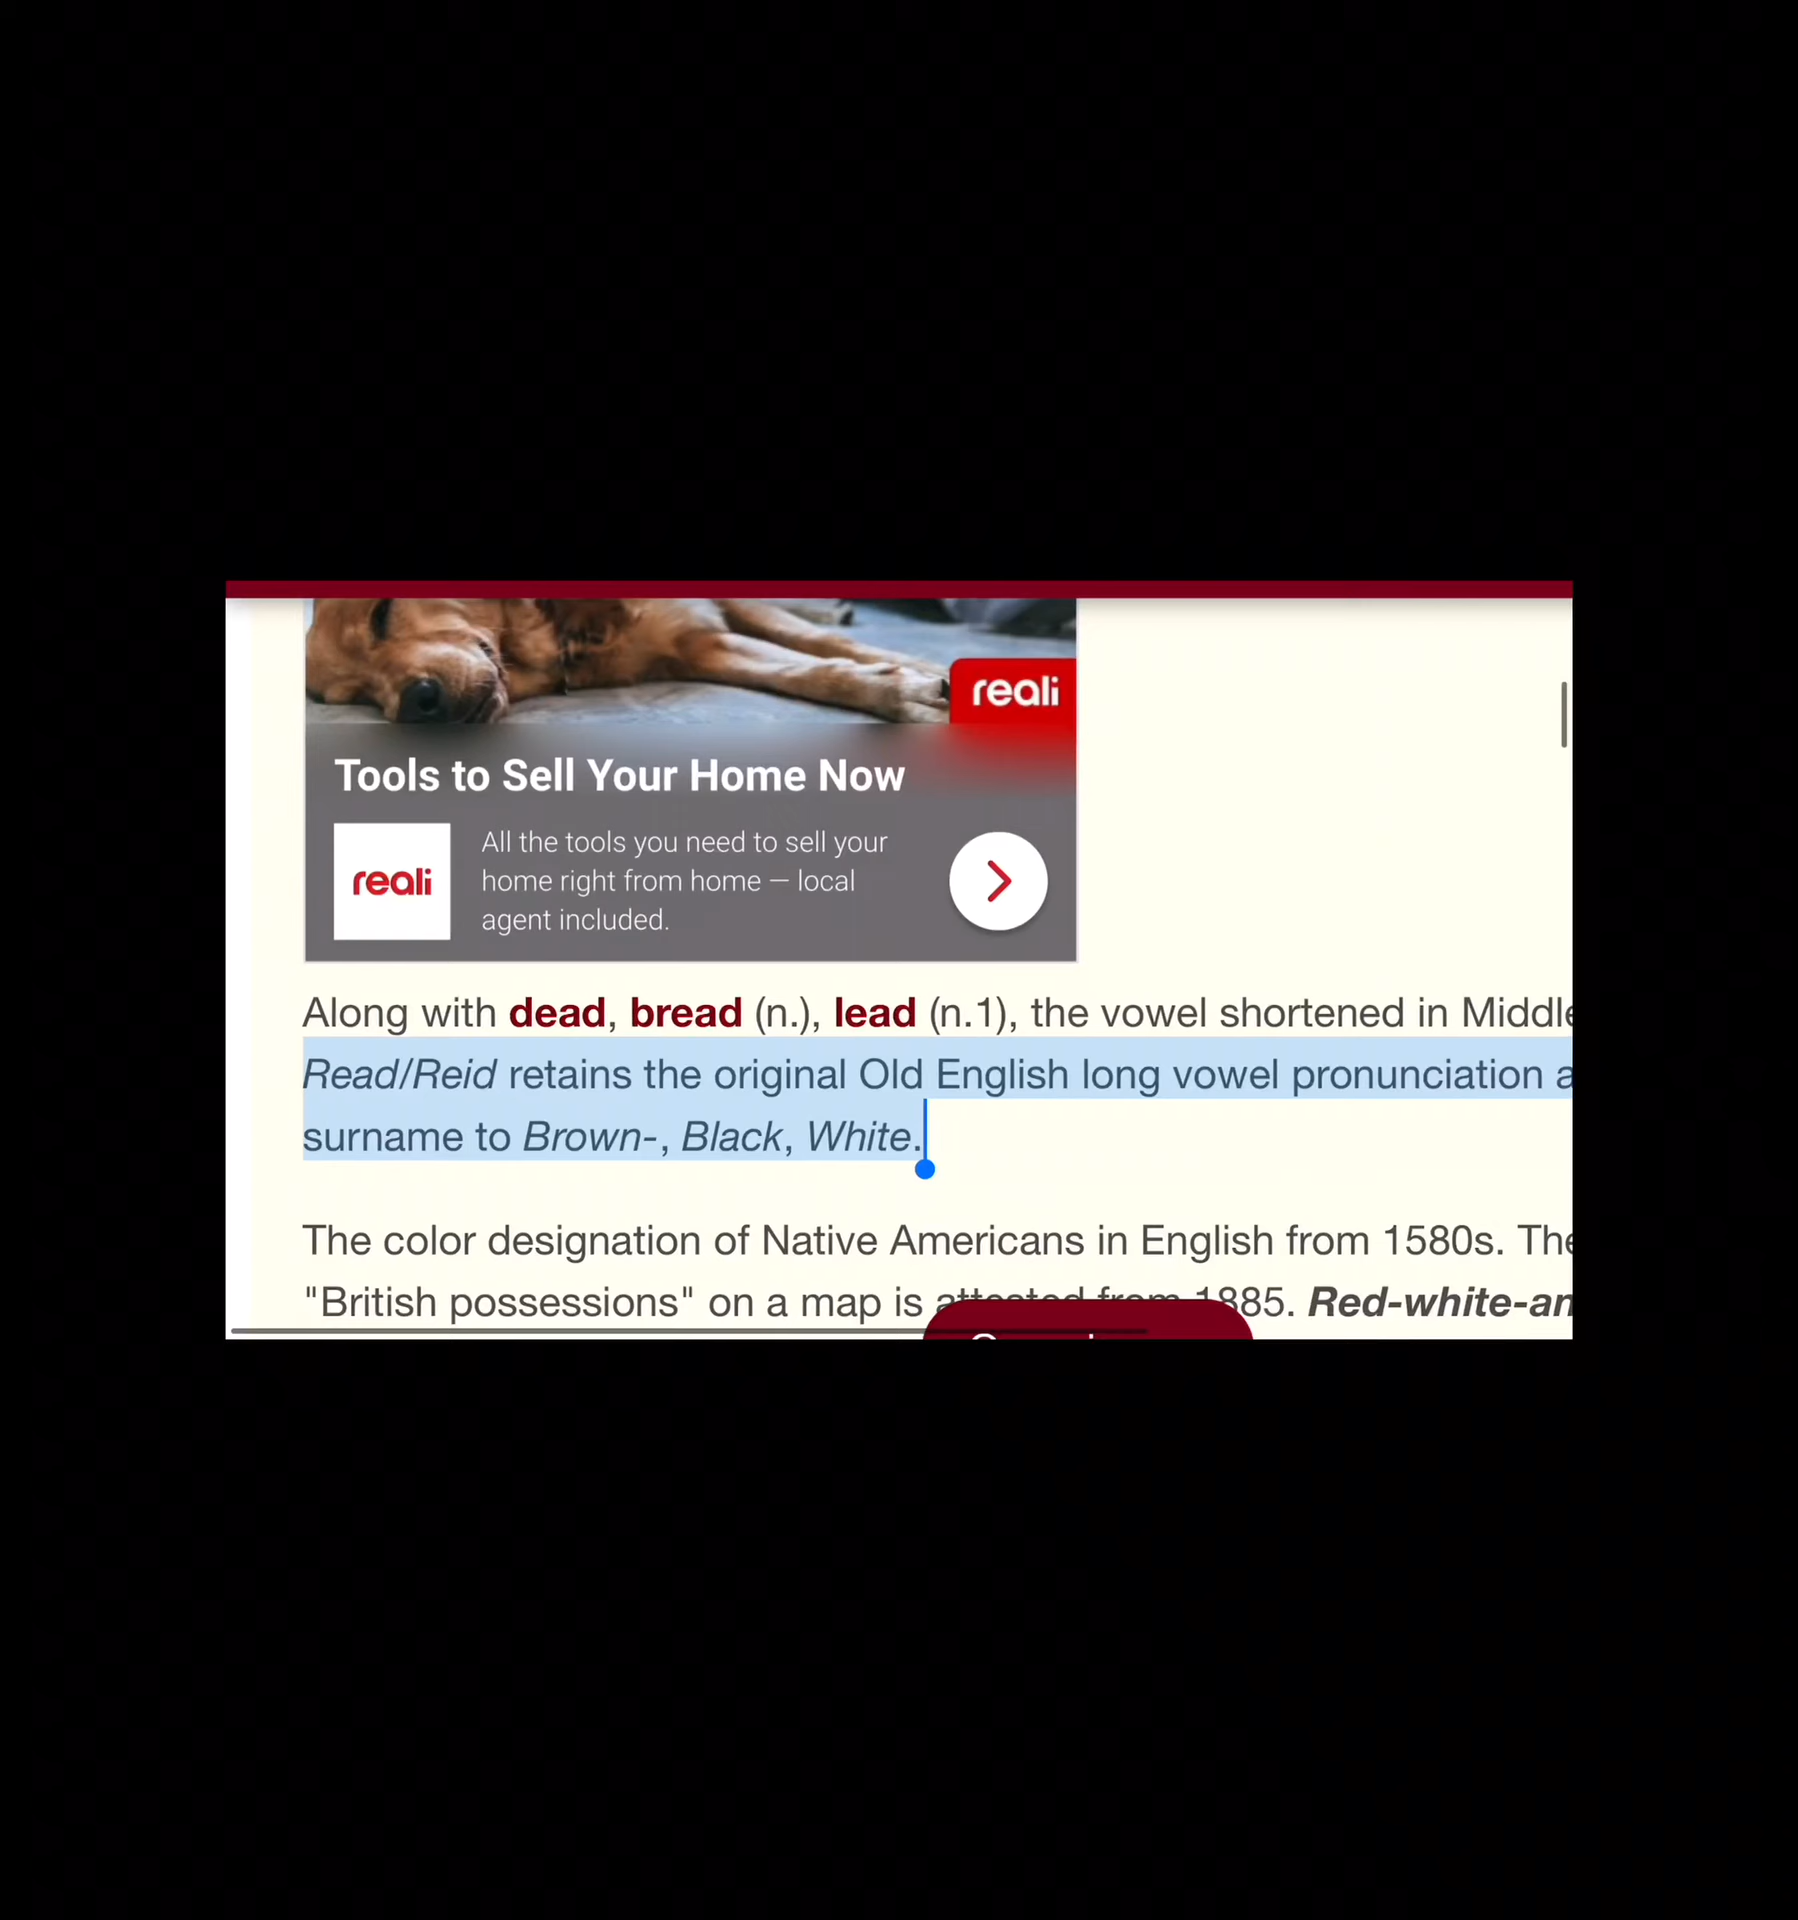 reali
Tools to Sell Your Home Now
reali
All the tools you need to sell your
home right from home — local
agent included.
Along with dead, bread (n.), lead (n.1), the vowel shortened in Middle
Read/Reid retains the original Old English long vowel pronunciation a
surname to Brown-, Black, White.
The color designation of Native Americans in English from 1580s. The
"British possessions" on a map is attested from 1885. Red-white-an